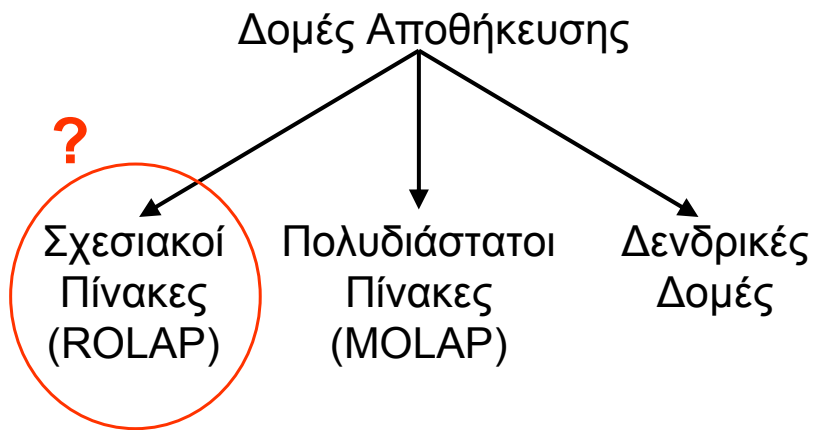 Δομές Αποθήκευσης
?
Σχεσιακοί
Πίνακες
(ROLAP)
Πολυδιάστατοι
Πίνακες
(MOLAP)
Δενδρικές
Δομές